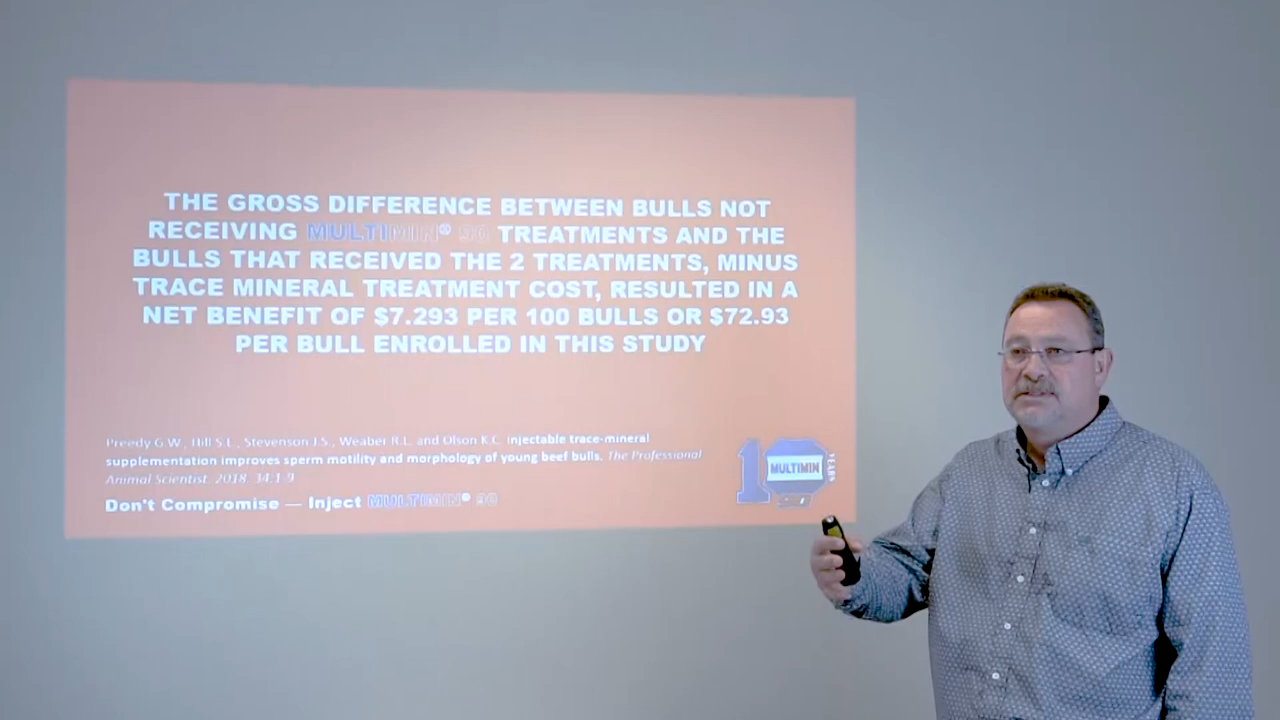 THE GROSS DIFFERENCE BETWEEN BULLS NOT
RECEIVING MULTIMIN® 90 TREATMENTS AND THE
BULLS THAT RECEIVED THE 2 TREATMENTS, MINUS
TRACE MINERAL TREATMENT COST, RESULTED IN A
NET BENEFIT OF $7.293 PER 100 BULLS OR $72.93
PER BULL ENROLLED IN THIS STUDY
Preedy G.W., Hill S.L., Stevenson J.S., Weaber R.L. and Olson K.C. Injectable trace-mineral
supplementation improves sperm motility and morphology of young beef bulls. The Professional
Animal Scientist. 2018. 34:1-9
Don't Compromise — Inject MULTIMIN® 90
10
MULTIMIN
YEARS